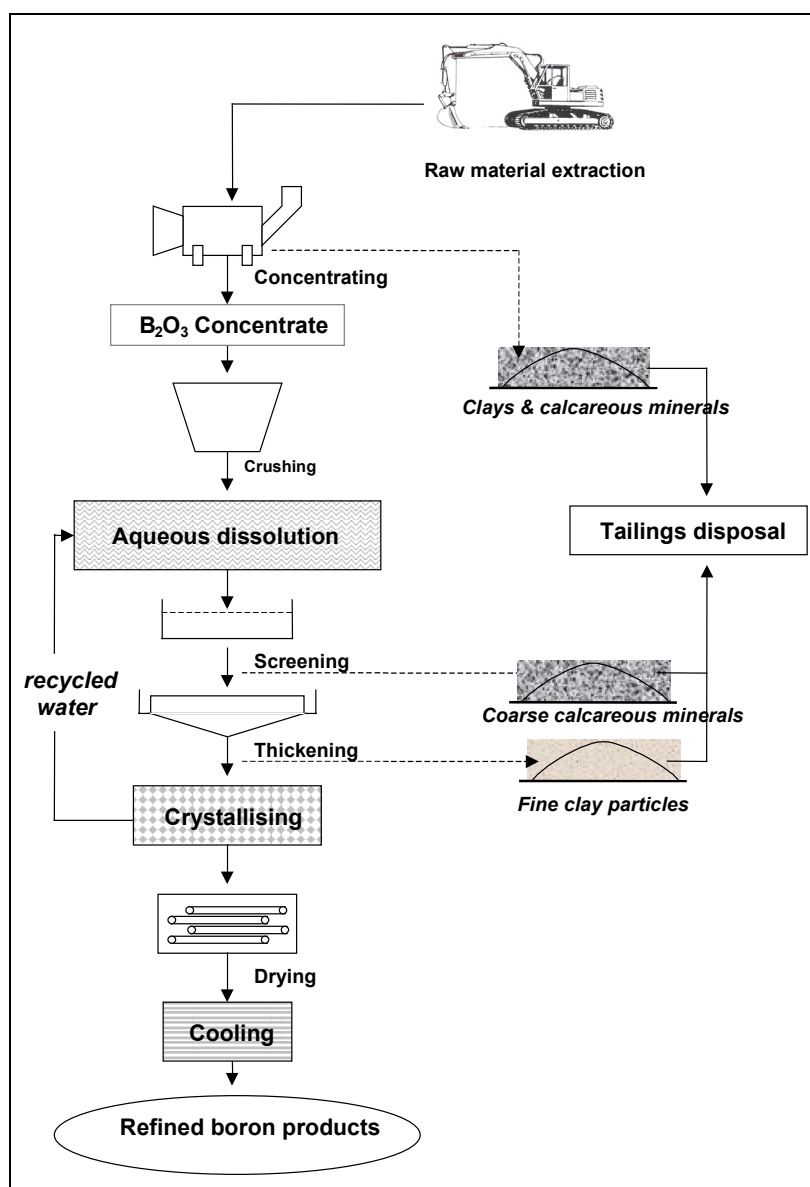 Raw material extraction
Concentrating
B₂O₃ Concentrate
Clays & calcareous minerals
Crushing
Aqueous dissolution
Tailings disposal
Screening
recycled
water
Coarse calcareous minerals
Thickening
Fine clay particles
Crystallising
Drying
Cooling
Refined boron products